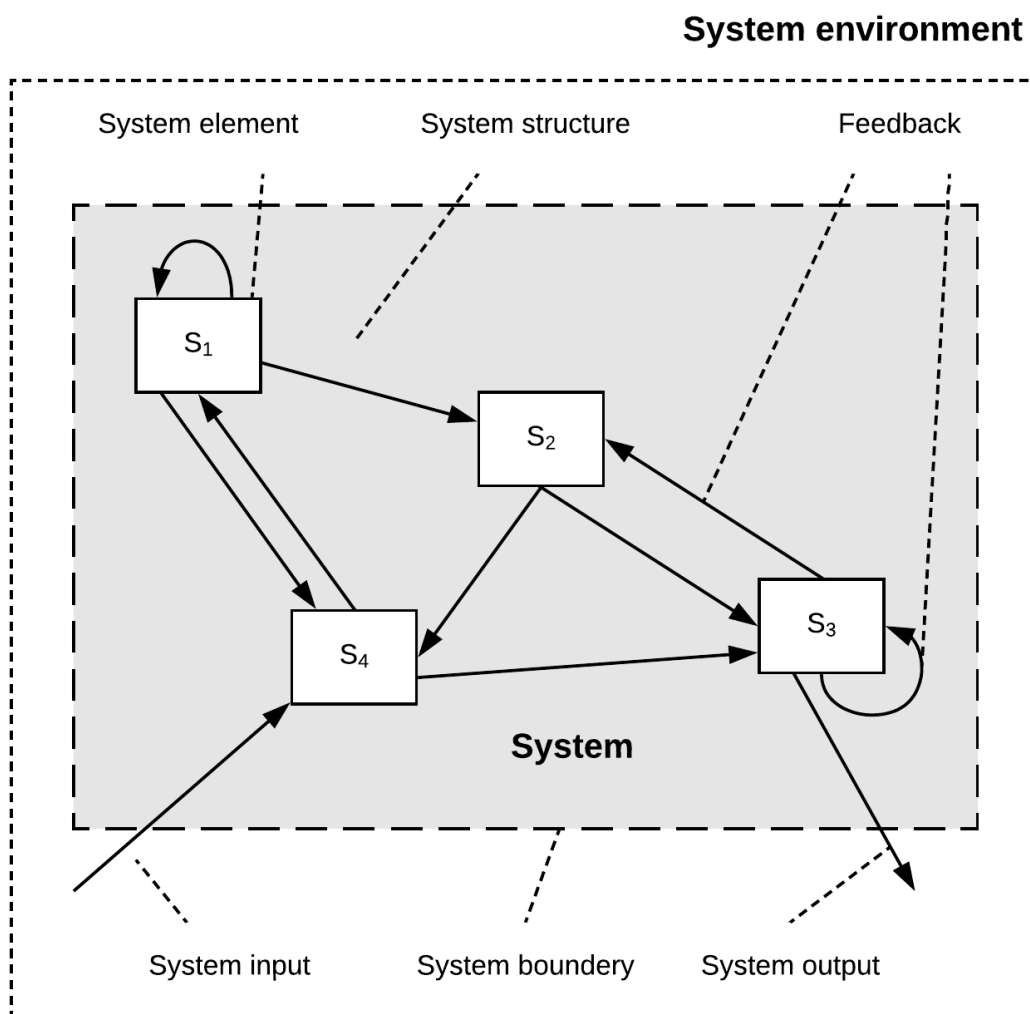 System environment
System element
System structure
Feedback
S₁
S₂
S₃
S₄
System
System input
System boundery
System output